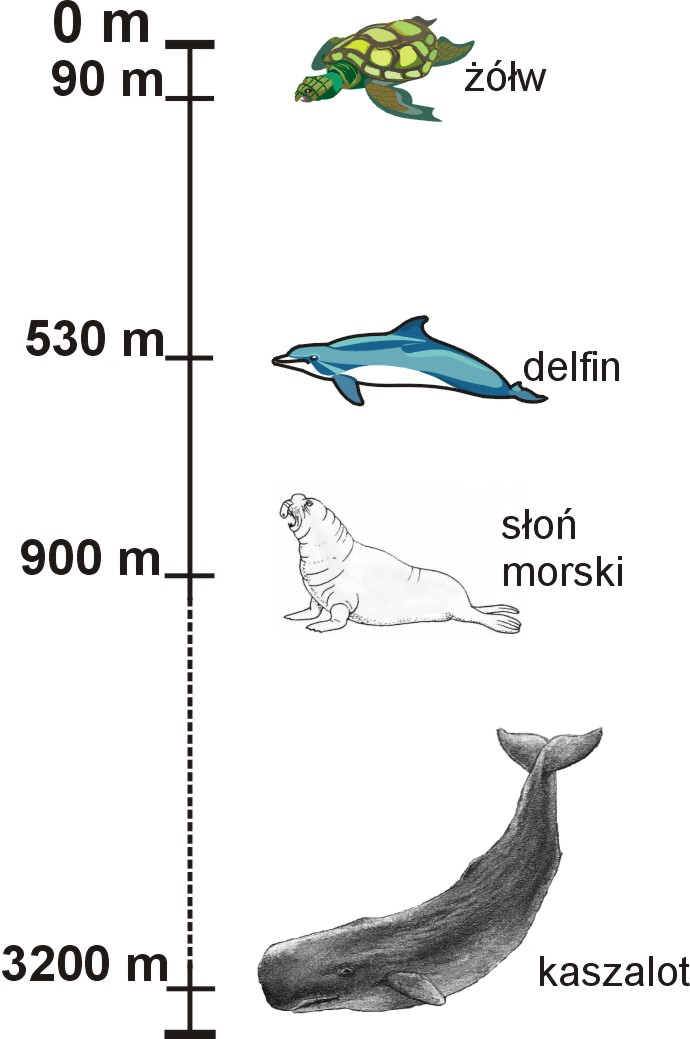 0 m
90 m
żółw
530 m
delfin
900 m
słoń
morski
3200 m
kaszalot